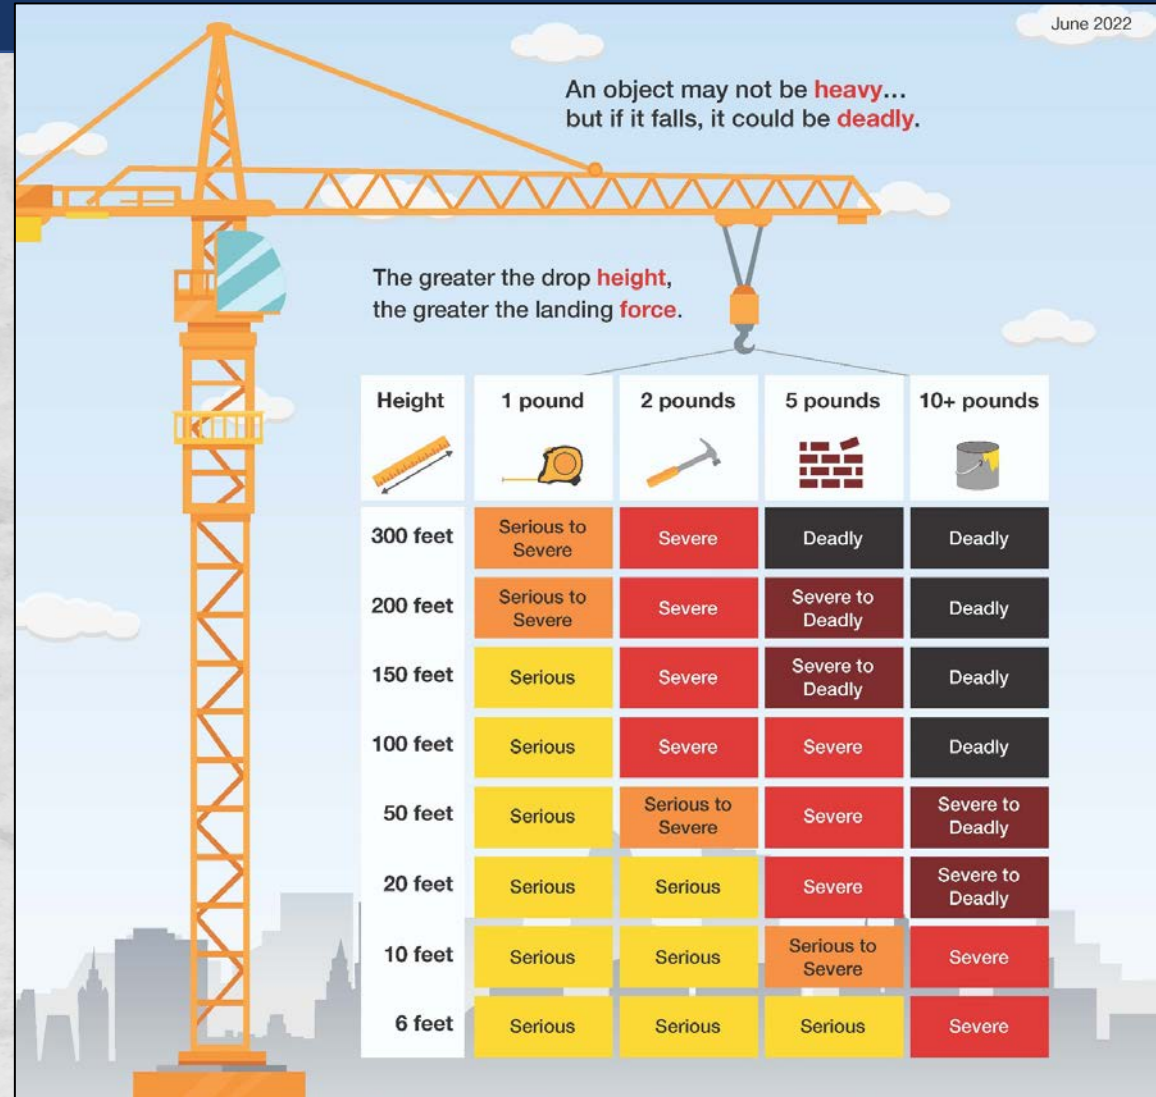 June 2022
An object may not be heavy...
but if it falls, it could be deadly.
The greater the drop height,
the greater the landing force.
Height 1 pound 2 pounds 5 pounds 10+ pounds
300 feet Serious to Severe Severe Deadly Deadly
200 feet Serious to Severe Severe Severe to Deadly Deadly
150 feet Serious Severe Severe to Deadly Deadly
100 feet Serious Severe Severe Deadly
50 feet Serious Serious to Severe Severe Severe to Deadly
20 feet Serious Serious Severe Severe to Deadly
10 feet Serious Serious Serious to Severe Severe
6 feet Serious Serious Serious Severe